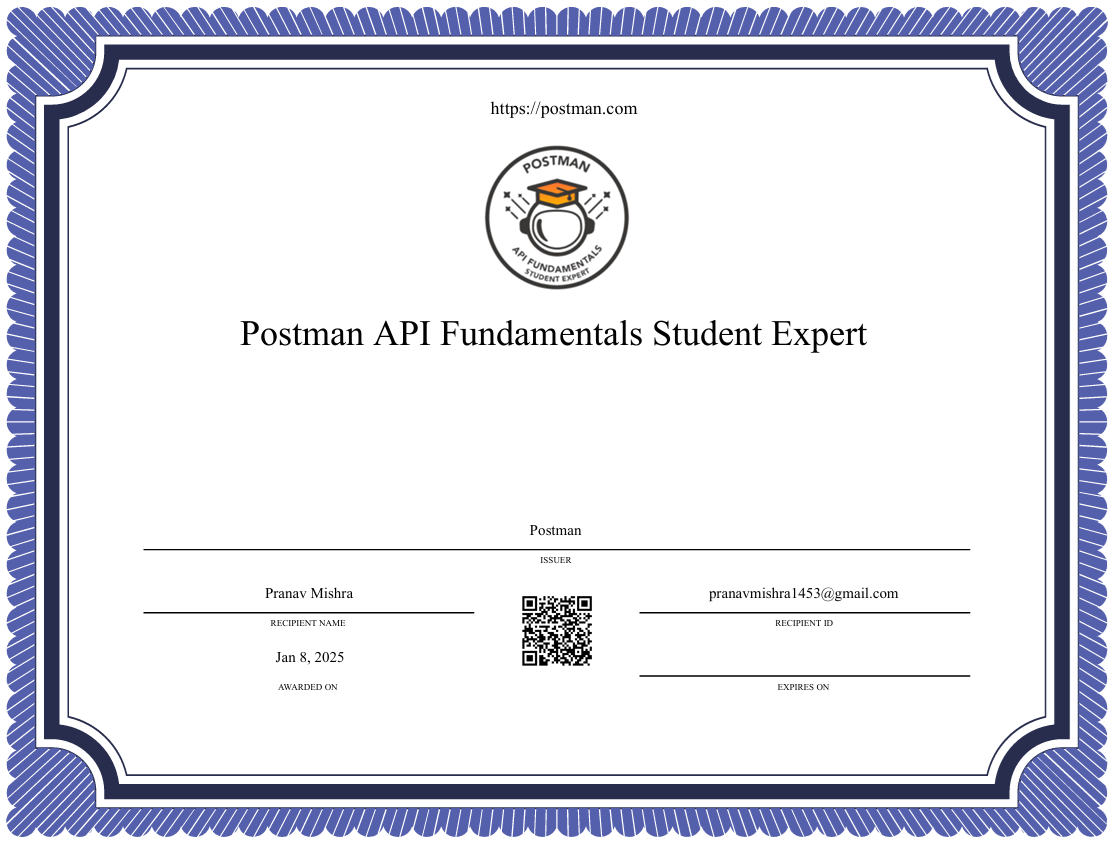 https://postman.com
POSTMAN
API FUNDAMENTALS
STUDENT EXPERT
Postman API Fundamentals Student Expert
Postman
ISSUER
Pranav Mishra
pranavmishra1453@gmail.com
RECIPIENT NAME
RECIPIENT ID
Jan 8, 2025
AWARDED ON
EXPIRES ON